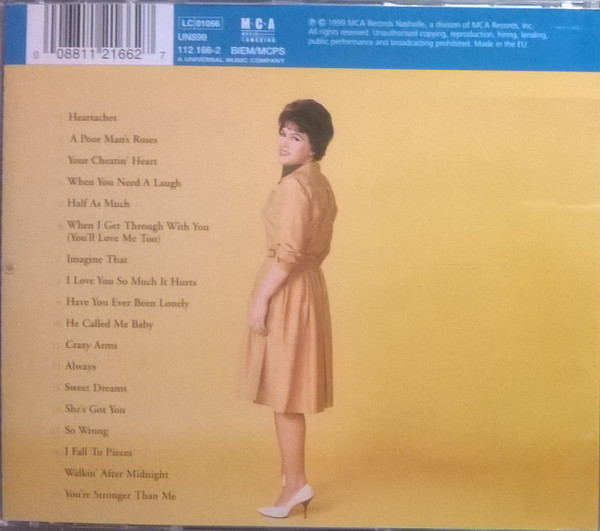 0 08811 21662 7
LC 01056
UN899
112 166-2
MCA
MUSIC
AMERICA
BIEM/MCPS
A UNIVERSAL MUSIC COMPANY
℗ © 1999 MCA Records Nashville, a division of MCA Records, Inc.
All rights reserved. Unauthorised copying, reproduction, hiring, lending,
public performance and broadcasting prohibited. Made in the EU.
Heartaches
A Poor Man's Roses
Your Cheatin' Heart
When You Need A Laugh
Half As Much
When I Get Through With You
(You'll Love Me Too)
Imagine That
I Love You So Much It Hurts
Have You Ever Been Lonely
He Called Me Baby
Crazy Arms
Always
Sweet Dreams
She's Got You
So Wrong
I Fall To Pieces
Walkin' After Midnight
You're Stronger Than Me